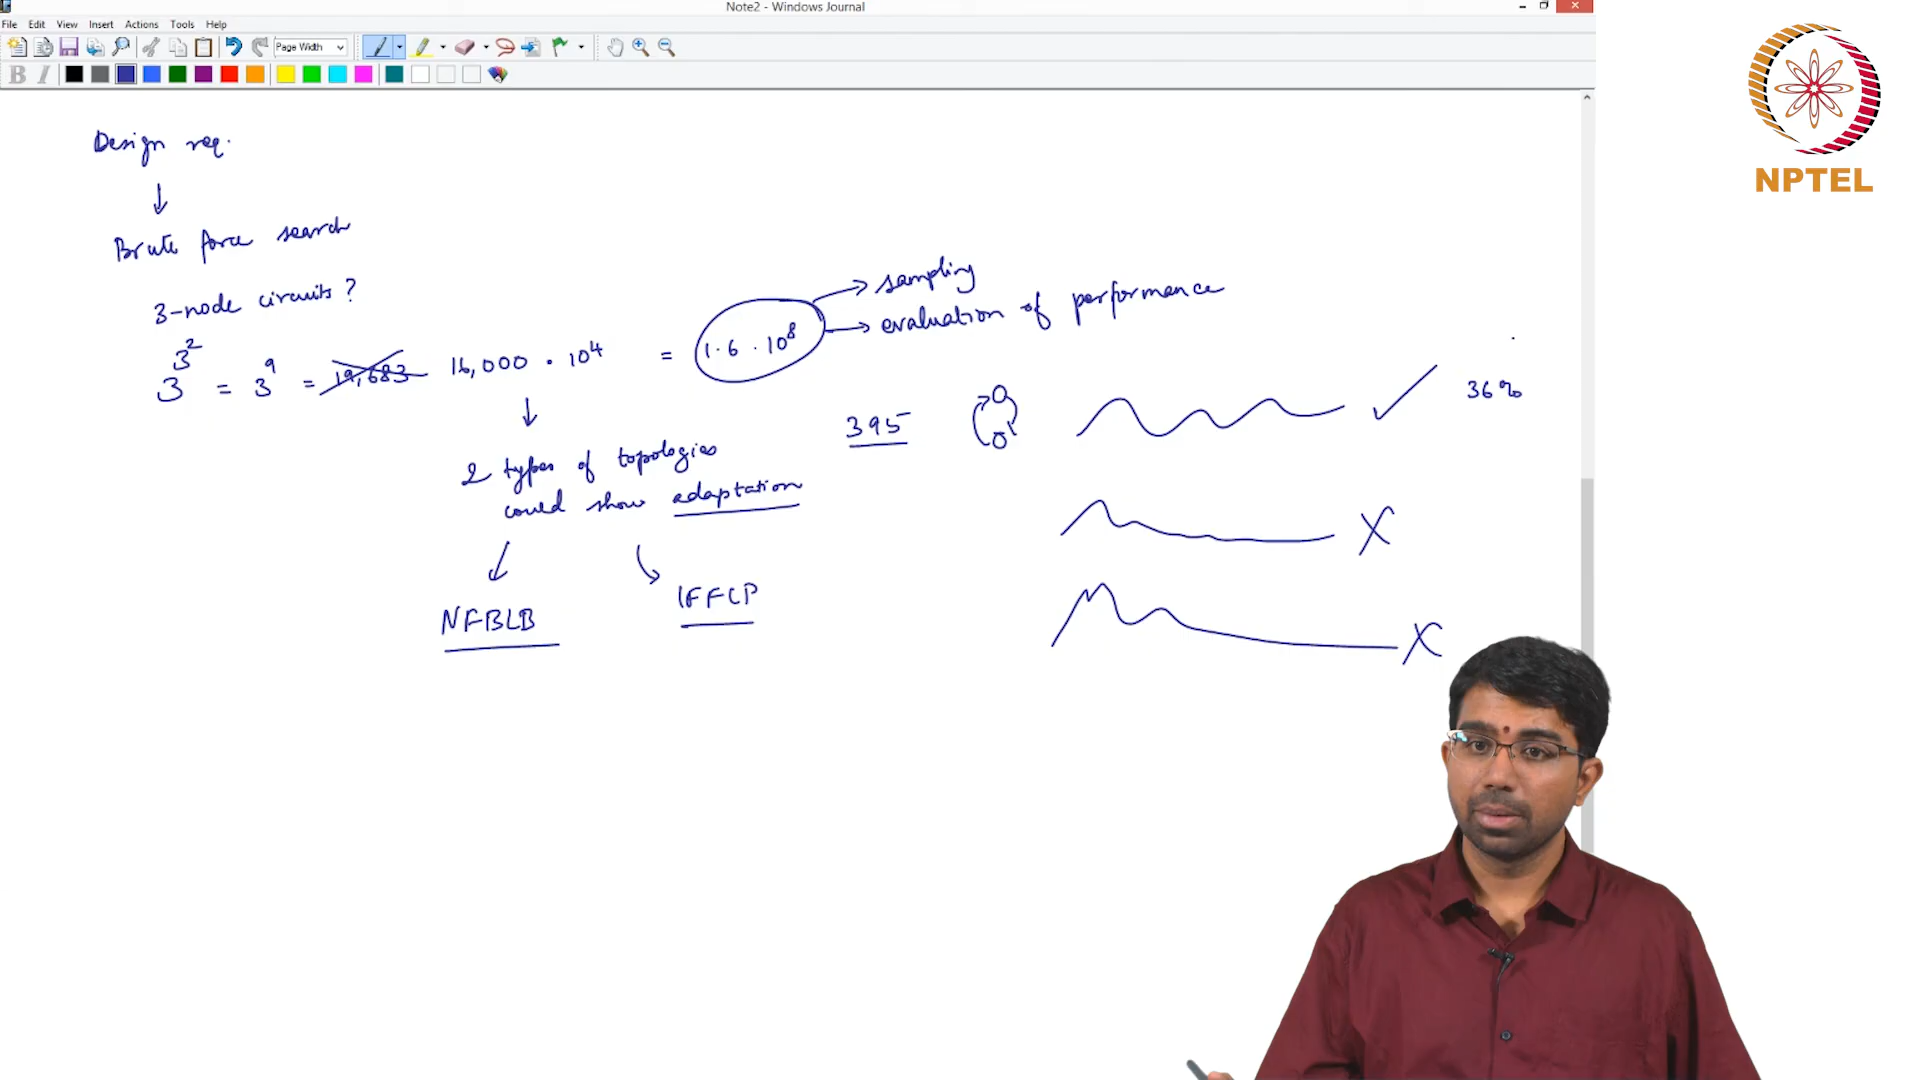 Note2 - Windows Journal
File Edit View Insert Actions Tools Help
Page Width
B I
NPTEL
Design req.
↓
Brute force search
3-node circuits?
3^3^2 = 3^9 = 19,683 16,000 · 10^4 = 1.6 · 10^8
→ sampling
→ evaluation of performance
↓
2 types of topologies
could show adaptation
NFBLB
IFFLP
395
✓ 36%
X
X